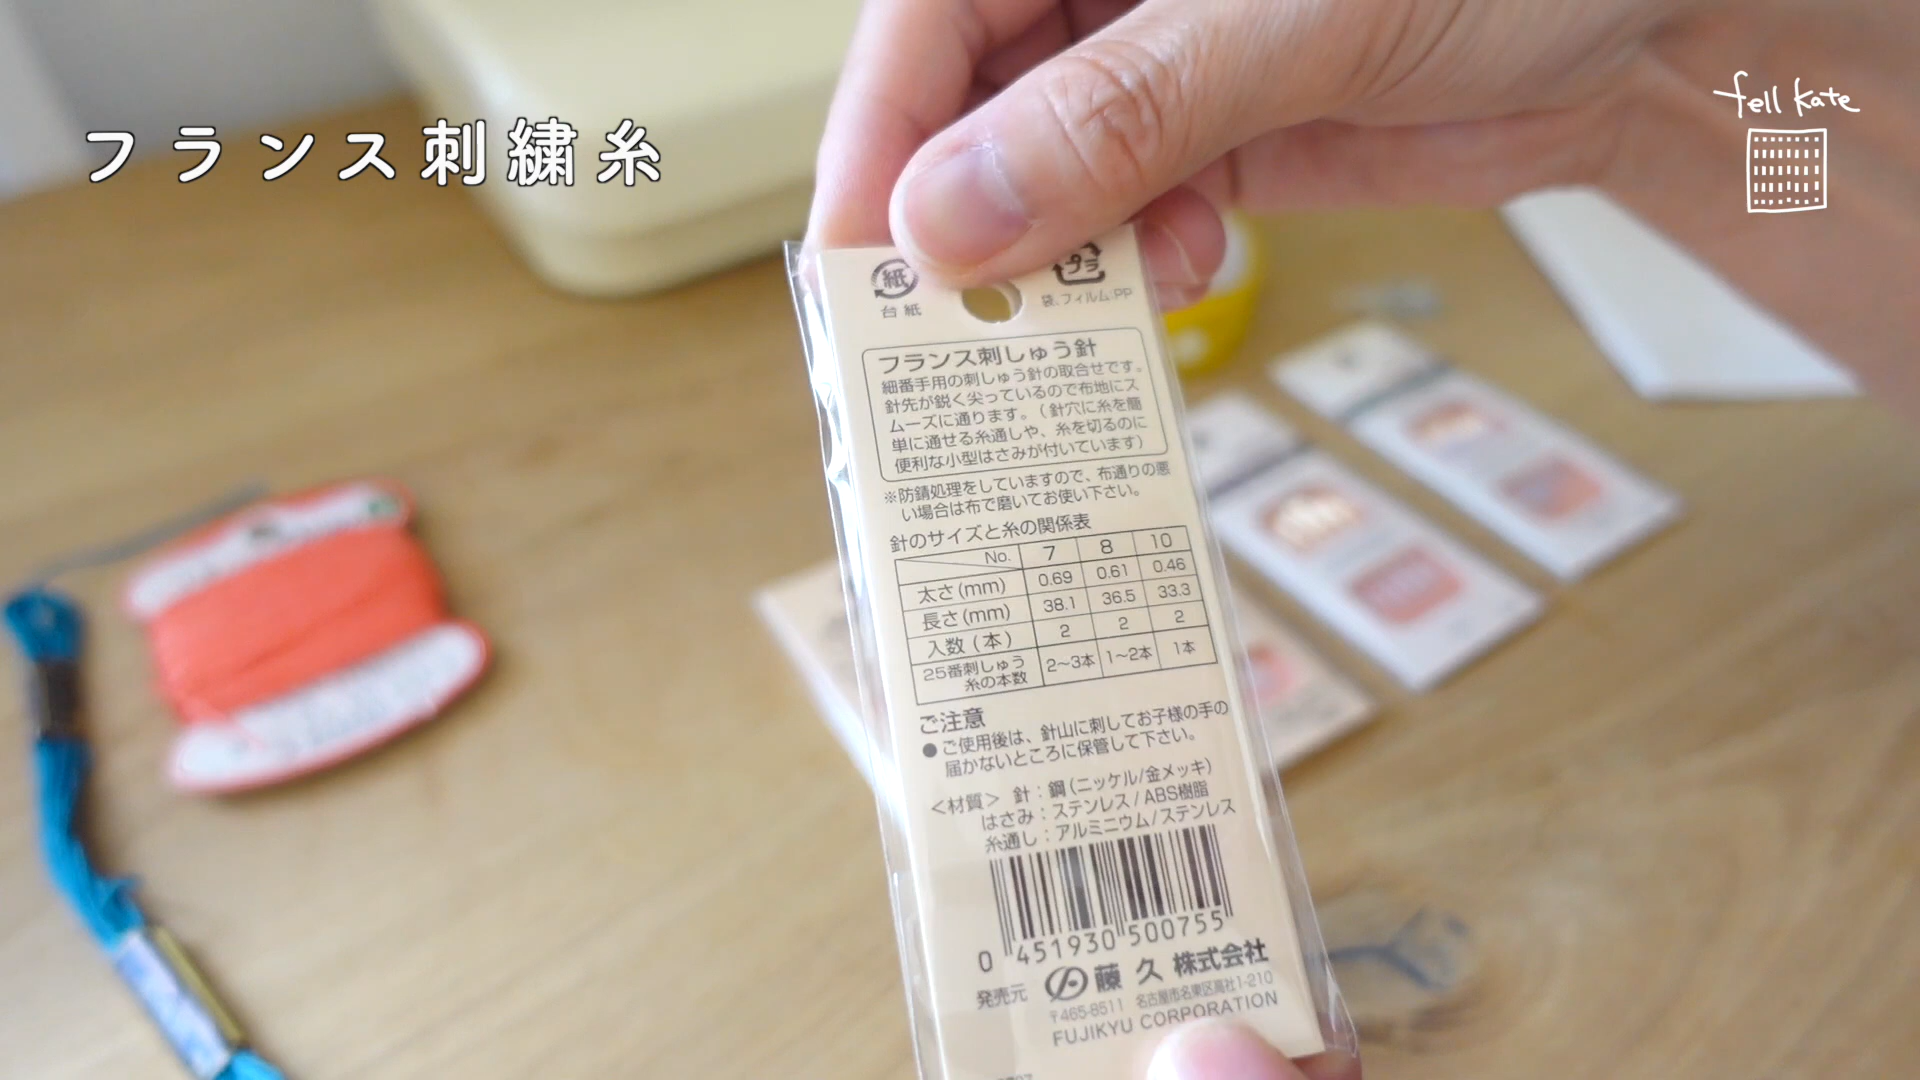 フランス刺繍糸
fell kate
紙
プラ
台紙
袋、フィルム:PP
フランス刺しゅう針
細番手用の刺しゅう針の取合せです。
針先が鋭く尖っているので布地にス
ムーズに通ります。（針穴に糸を簡
単に通せる糸通しや、糸を切るのに
便利な小型はさみが付いています）
※防錆処理をしていますので、布通りの悪
い場合は布で磨いてお使い下さい。
針のサイズと糸の関係表
No. 7 8 10
太さ(mm) 0.69 0.61 0.46
長さ(mm) 38.1 36.5 33.3
入数(本) 2 2 2
25番刺しゅう
糸の本数 2～3本 1～2本 1本
ご注意
●ご使用後は、針山に刺してお子様の手の
届かないところに保管して下さい。
＜材質＞ 針：鋼(ニッケル/金メッキ)
はさみ：ステンレス/ABS樹脂
糸通し：アルミニウム/ステンレス
0 451930 500755
発売元 藤久株式会社
〒465-8511 名古屋市名東区高社1-210
FUJIKYU CORPORATION